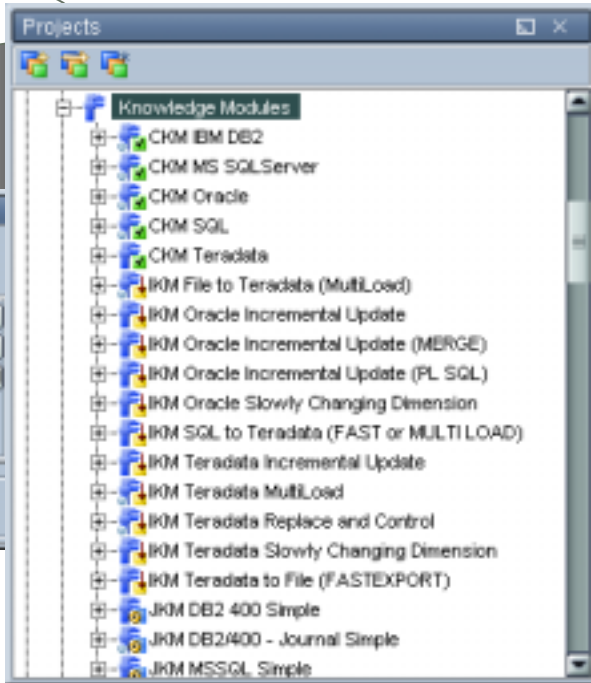 Projects
Knowledge Modules
CKM IBM DB2
CKM MS SQLServer
CKM Oracle
CKM SQL
CKM Teradata
IKM File to Teradata (MultiLoad)
IKM Oracle Incremental Update
IKM Oracle Incremental Update (MERGE)
IKM Oracle Incremental Update (PL SQL)
IKM Oracle Slowly Changing Dimension
IKM SQL to Teradata (FAST or MULTILOAD)
IKM Teradata Incremental Update
IKM Teradata MultiLoad
IKM Teradata Replace and Control
IKM Teradata Slowly Changing Dimension
IKM Teradata to File (FASTEXPORT)
JKM DB2 400 Simple
JKM DB2/400 - Journal Simple
JKM MSSQL Simple